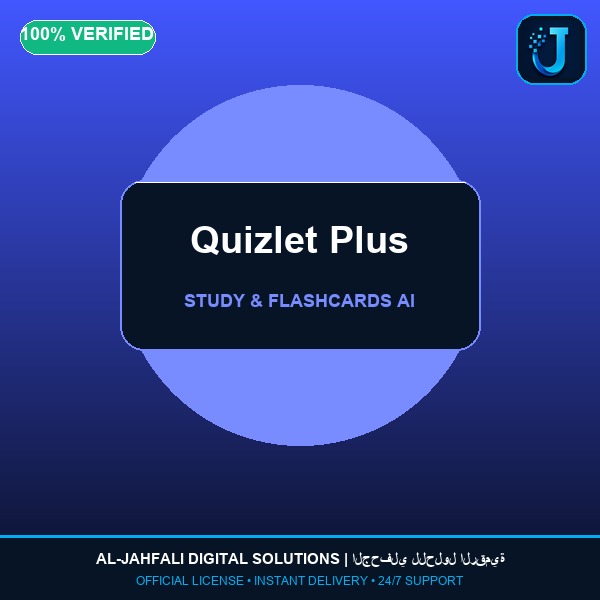 100% VERIFIED
J
Quizlet Plus
STUDY & FLASHCARDS AI
AL-JAHFALI DIGITAL SOLUTIONS | الجحفلي للحلول الرقمية
OFFICIAL LICENSE • INSTANT DELIVERY • 24/7 SUPPORT